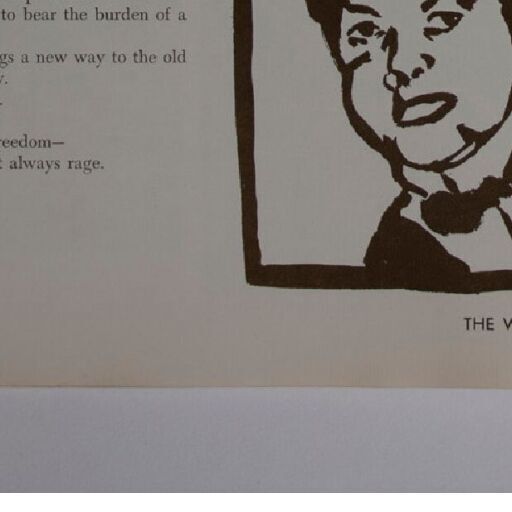 to bear the burden of a
gs a new way to the old
y.
reedom—
t always rage.
THE